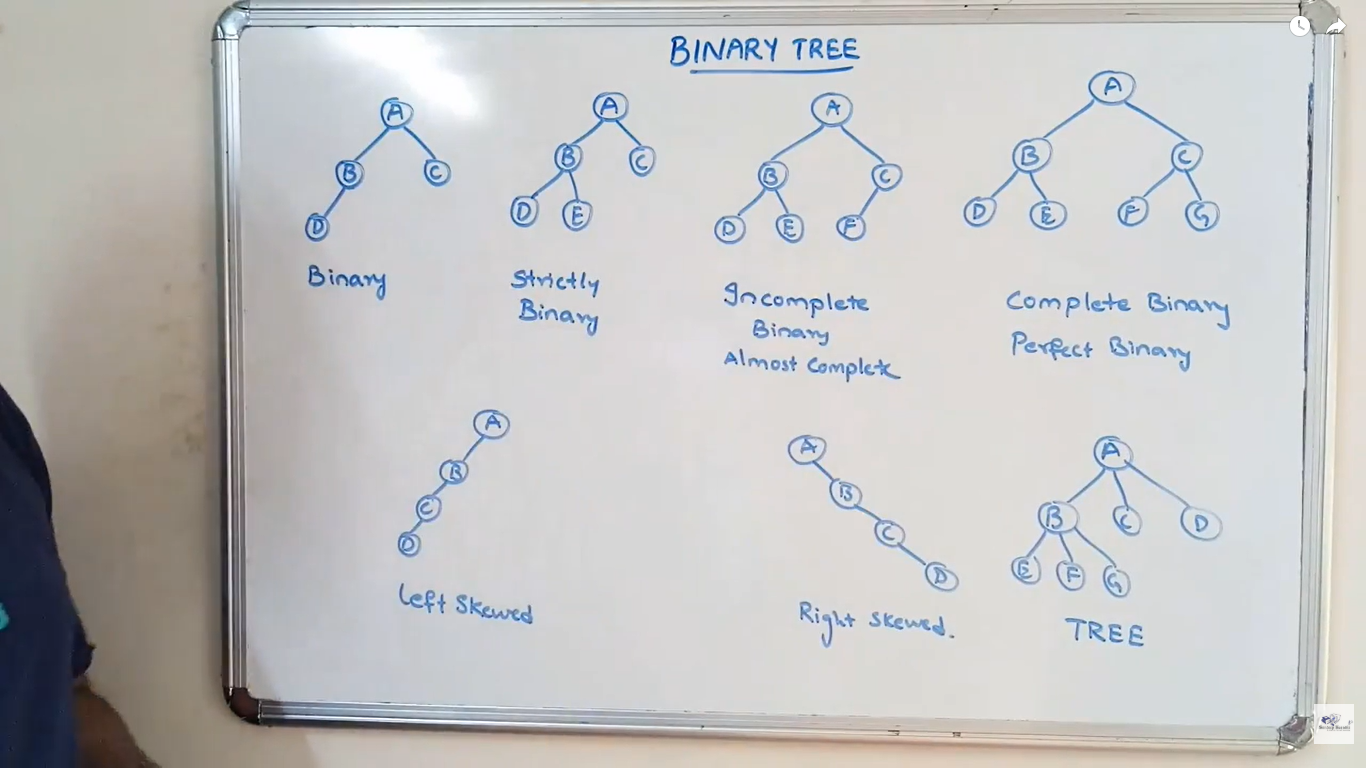 BINARY TREE
A
B
C
D
Binary
A
B
C
D
E
Strictly
Binary
A
B
C
D
E
F
Incomplete
Binary
Almost Complete
A
B
C
D
E
F
G
Complete Binary
Perfect Binary
A
B
C
D
Left Skewed
A
B
C
D
Right Skewed.
A
B
C
D
E
F
G
TREE